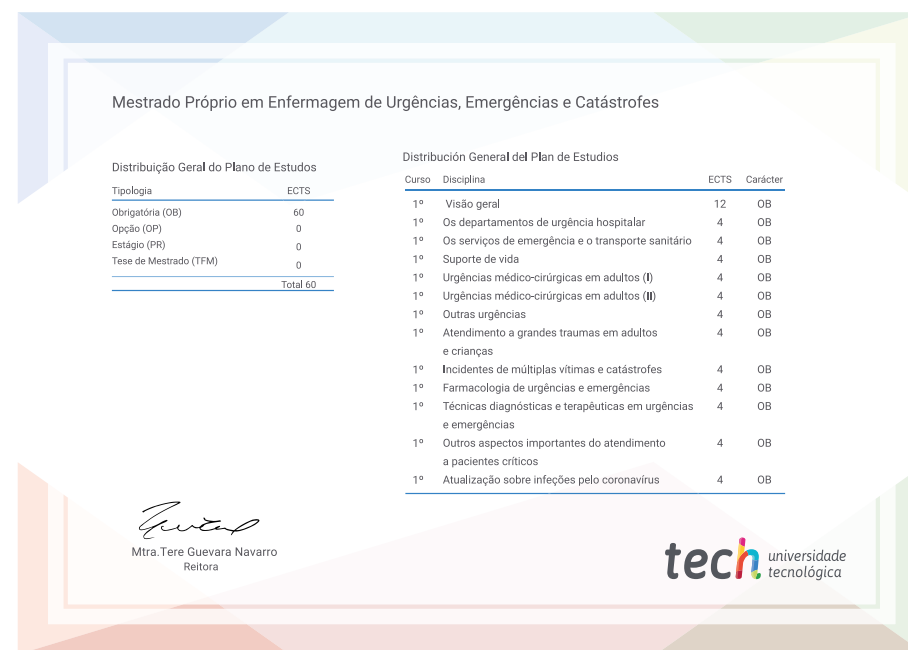 Mestrado Próprio em Enfermagem de Urgências, Emergências e Catástrofes
Distribuição Geral do Plano de Estudos
Tipologia ECTS
Obrigatória (OB) 60
Opção (OP) 0
Estágio (PR) 0
Tese de Mestrado (TFM) 0
Total 60
Distribución General del Plan de Estudios
Curso Disciplina ECTS Carácter
1º Visão geral 12 OB
1º Os departamentos de urgência hospitalar 4 OB
1º Os serviços de emergência e o transporte sanitário 4 OB
1º Suporte de vida 4 OB
1º Urgências médico-cirúrgicas em adultos (I) 4 OB
1º Urgências médico-cirúrgicas em adultos (II) 4 OB
1º Outras urgências 4 OB
1º Atendimento a grandes traumas em adultos 4 OB
e crianças
1º Incidentes de múltiplas vítimas e catástrofes 4 OB
1º Farmacologia de urgências e emergências 4 OB
1º Técnicas diagnósticas e terapêuticas em urgências 4 OB
e emergências
1º Outros aspectos importantes do atendimento 4 OB
a pacientes críticos
1º Atualização sobre infeções pelo coronavírus 4 OB
Mtra.Tere Guevara Navarro
Reitora
tech universidade
tecnológica